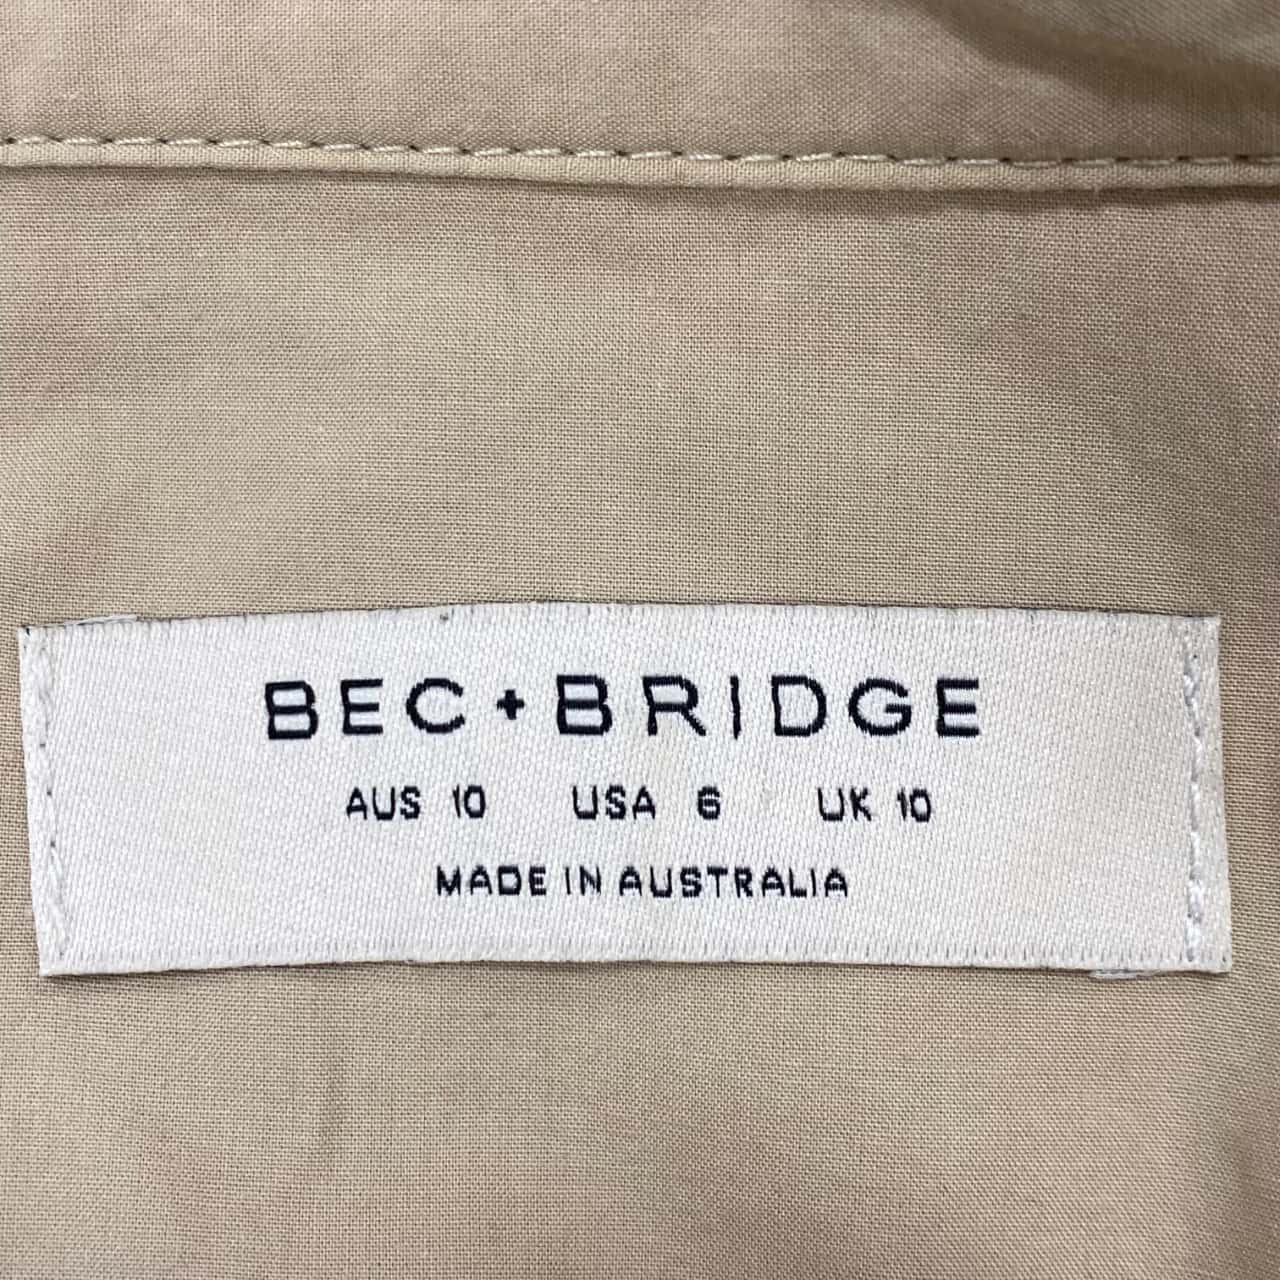 BEC + BRIDGE
AUS 10 USA 6 UK 10
MADE IN AUSTRALIA